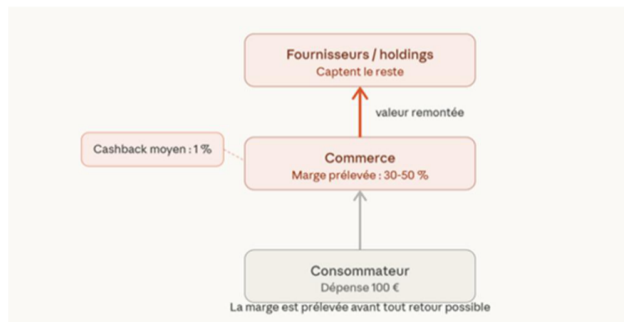 Fournisseurs / holdings
Captent le reste
valeur remontée
Cashback moyen : 1 %
Commerce
Marge prélevée : 30-50 %
Consommateur
Dépense 100 €
La marge est prélevée avant tout retour possible